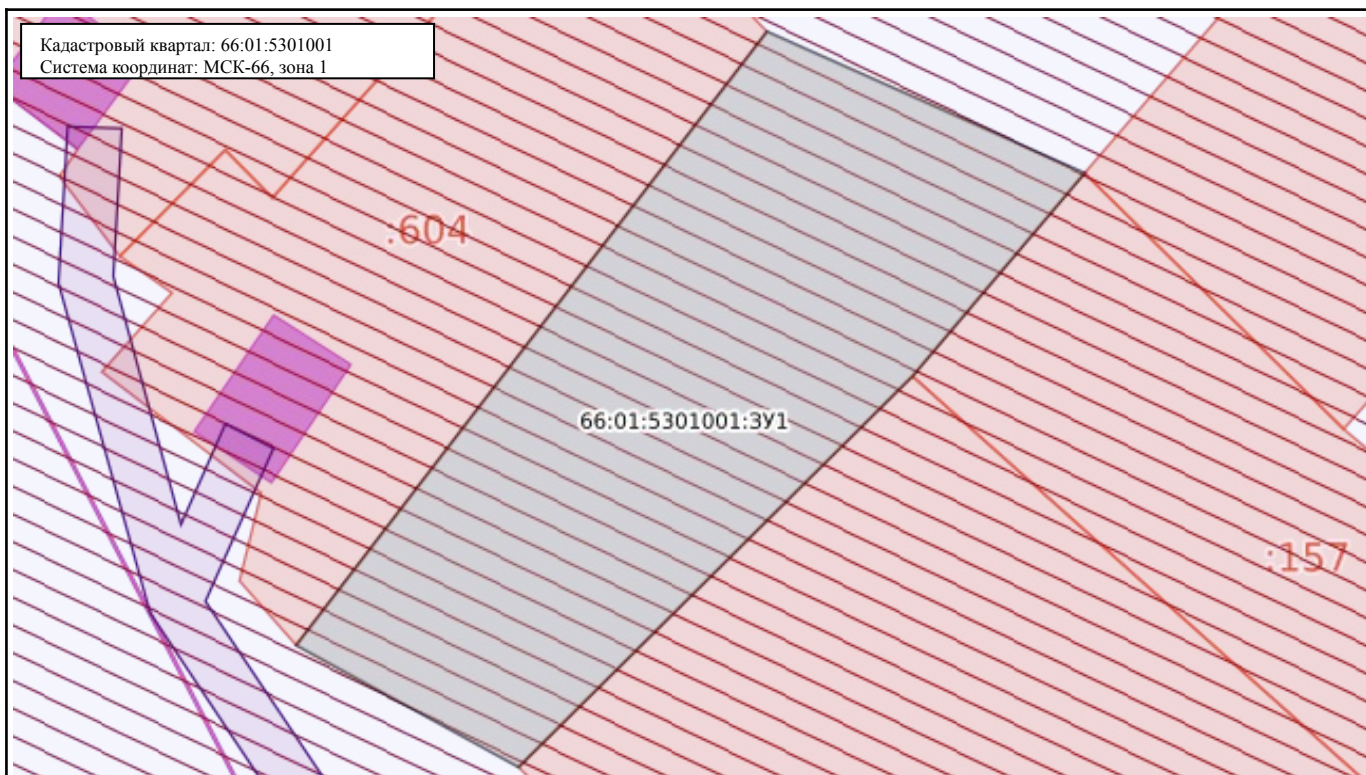 Кадастровый квартал: 66:01:5301001
Система координат: МСК-66, зона 1
:604
66:01:5301001:ЗУ1
:157